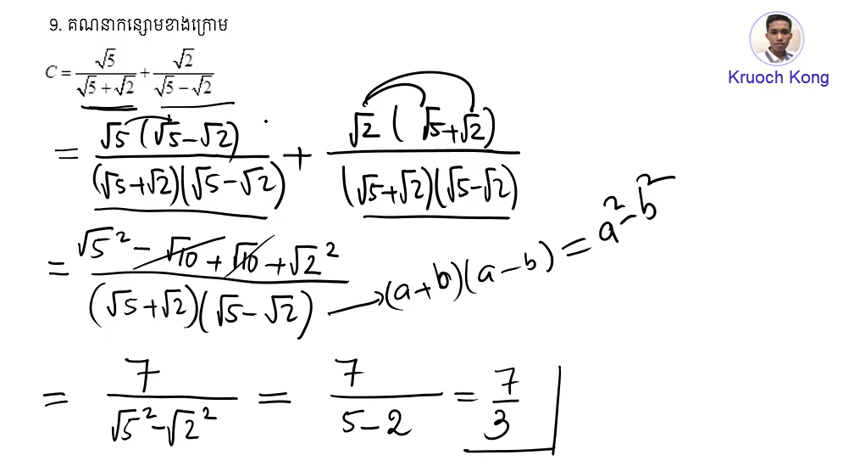 9. គណនាកន្សោមខាងក្រោម
C = √5/(√5 + √2) + √2/(√5 − √2)
Kruoch Kong
= √5(√5 − √2)/((√5+√2)(√5 − √2)) + √2(√5+√2)/((√5+√2)(√5−√2))
= (√5² − √10 + √10 + √2²)/((√5+√2)(√5 − √2)) → (a+b)(a−b) = a² − b²
= 7/(√5² − √2²) = 7/(5 − 2) = 7/3